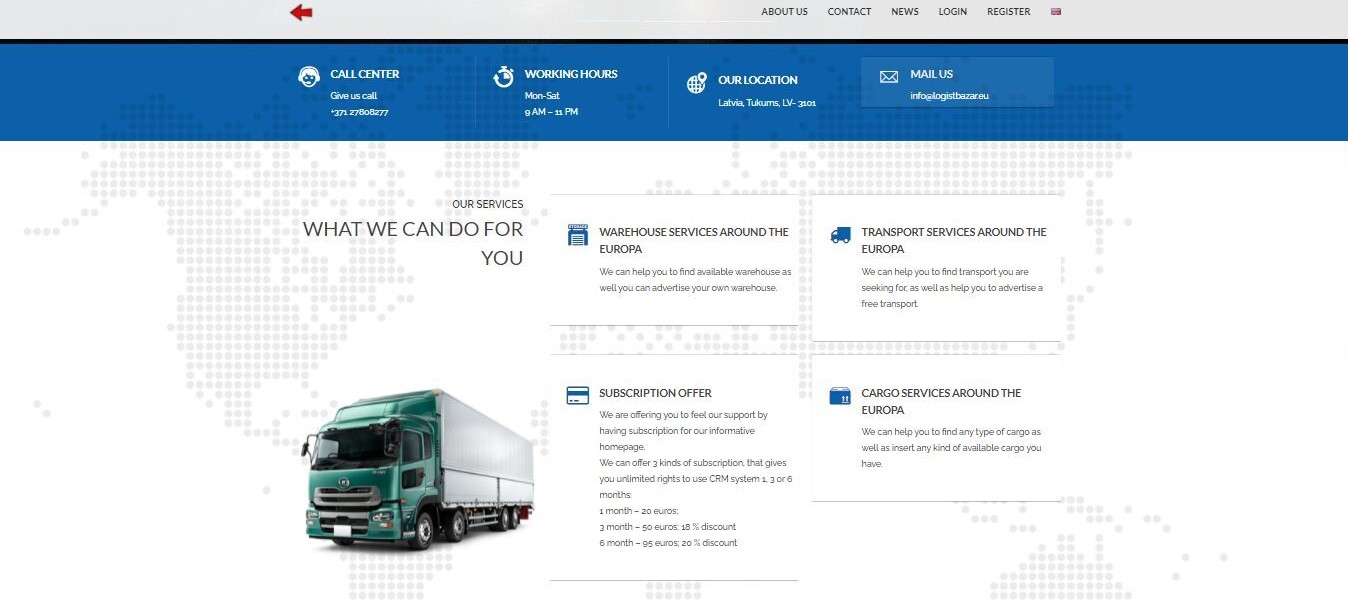 ABOUT US CONTACT NEWS LOGIN REGISTER
CALL CENTER
Give us call
+371 27808277
WORKING HOURS
Mon-Sat
9 AM – 11 PM
OUR LOCATION
Latvia, Tukums, LV- 3101
MAIL US
info@logistbazar.eu
OUR SERVICES
WHAT WE CAN DO FOR
YOU
WAREHOUSE SERVICES AROUND THE
EUROPA
We can help you to find available warehouse as
well you can advertise your own warehouse.
TRANSPORT SERVICES AROUND THE
EUROPA
We can help you to find transport you are
seeking for, as well as help you to advertise a
free transport.
SUBSCRIPTION OFFER
We are offering you to feel our support by
having subscription for our informative
homepage.
We can offer 3 kinds of subscription, that gives
you unlimited rights to use CRM system 1, 3 or 6
months:
1 month – 20 euros;
3 month – 50 euros; 18 % discount
6 month – 95 euros; 20 % discount
CARGO SERVICES AROUND THE
EUROPA
We can help you to find any type of cargo as
well as insert any kind of available cargo you
have.